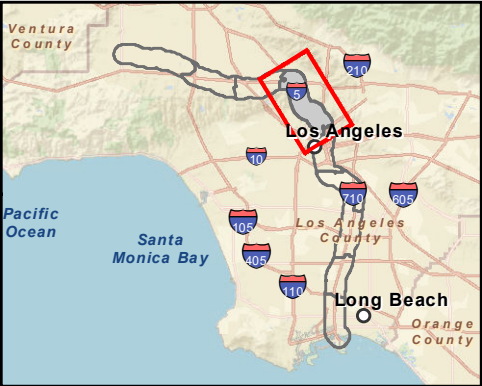 Ventura
County
210
5
Los Angeles
10
710
605
Pacific
Ocean
105
Los Angeles
County
Santa
Monica Bay
405
110
Long Beach
Orange
County